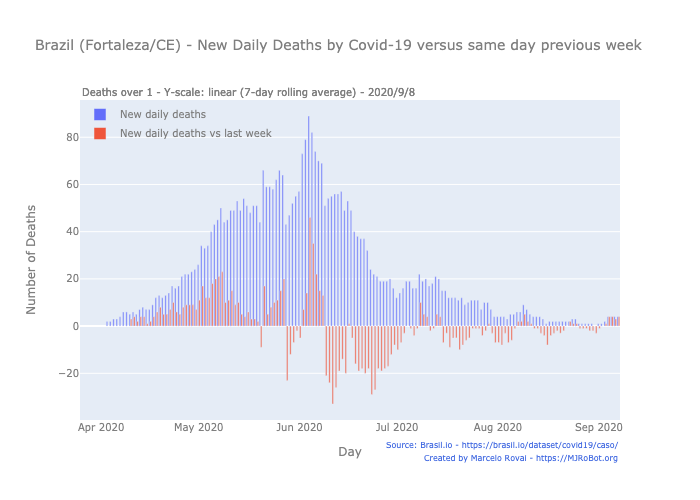 Brazil (Fortaleza/CE) - New Daily Deaths by Covid-19 versus same day previous week
Deaths over 1 - Y-scale: linear (7-day rolling average) - 2020/9/8
New daily deaths
New daily deaths vs last week
80
60
40
20
0
−20
Number of Deaths
Apr 2020
May 2020
Jun 2020
Jul 2020
Aug 2020
Sep 2020
Day
Source: Brasil.io - https://brasil.io/dataset/covid19/caso/
Created by Marcelo Rovai - https://MJRoBot.org